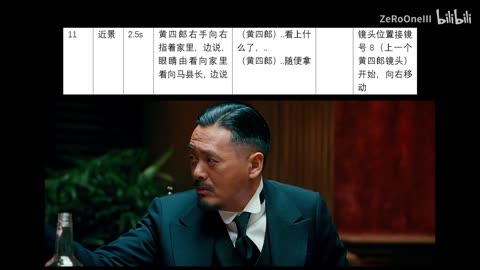 ZeRoOneIII bilibili
11 近景 2.5s 黄四郎右手向右 (黄四郎)..看上什 镜头位置接镜
指着家里，边说， 么了，.. 号 8（上一个
眼睛由看向家里 (黄四郎)..随便拿 黄四郎镜头）
看向马县长，边说 开始，向右移
动